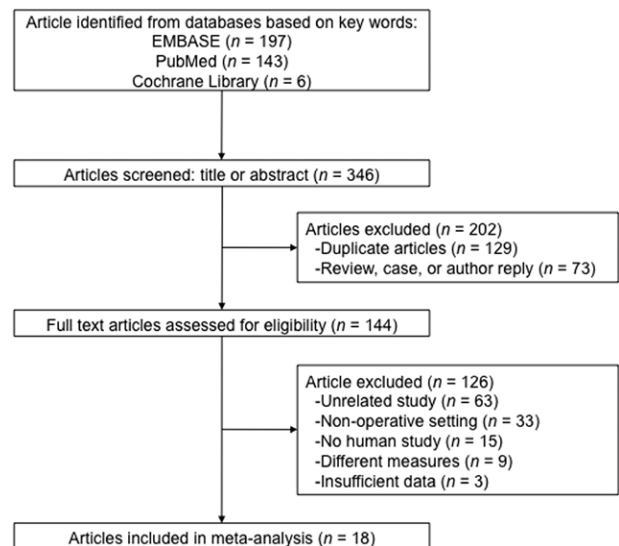 Article identified from databases based on key words:
EMBASE (n = 197)
PubMed (n = 143)
Cochrane Library (n = 6)
Articles screened: title or abstract (n = 346)
Articles excluded (n = 202)
-Duplicate articles (n = 129)
-Review, case, or author reply (n = 73)
Full text articles assessed for eligibility (n = 144)
Article excluded (n = 126)
-Unrelated study (n = 63)
-Non-operative setting (n = 33)
-No human study (n = 15)
-Different measures (n = 9)
-Insufficient data (n = 3)
Articles included in meta-analysis (n = 18)